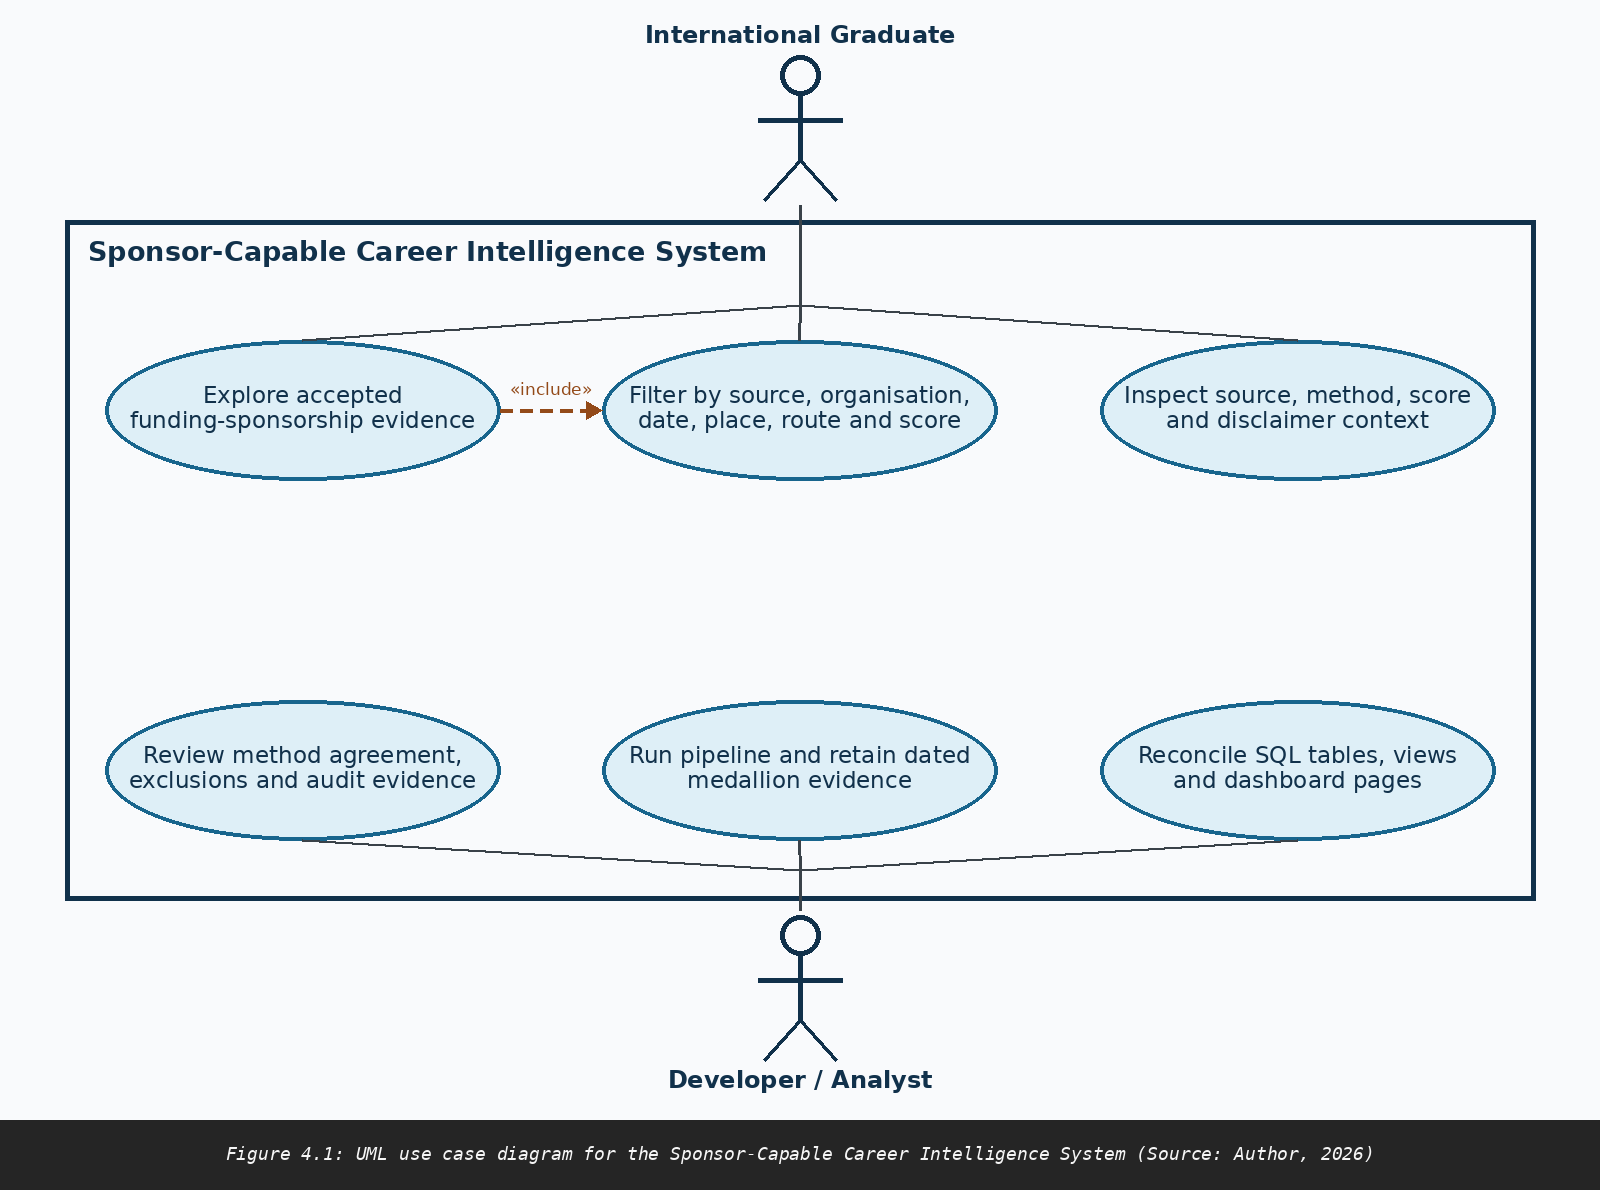 International Graduate
Sponsor-Capable Career Intelligence System
Explore accepted
funding-sponsorship evidence
«include»
Filter by source, organisation,
date, place, route and score
Inspect source, method, score
and disclaimer context
Review method agreement,
exclusions and audit evidence
Run pipeline and retain dated
medallion evidence
Reconcile SQL tables, views
and dashboard pages
Developer / Analyst
Figure 4.1: UML use case diagram for the Sponsor-Capable Career Intelligence System (Source: Author, 2026)